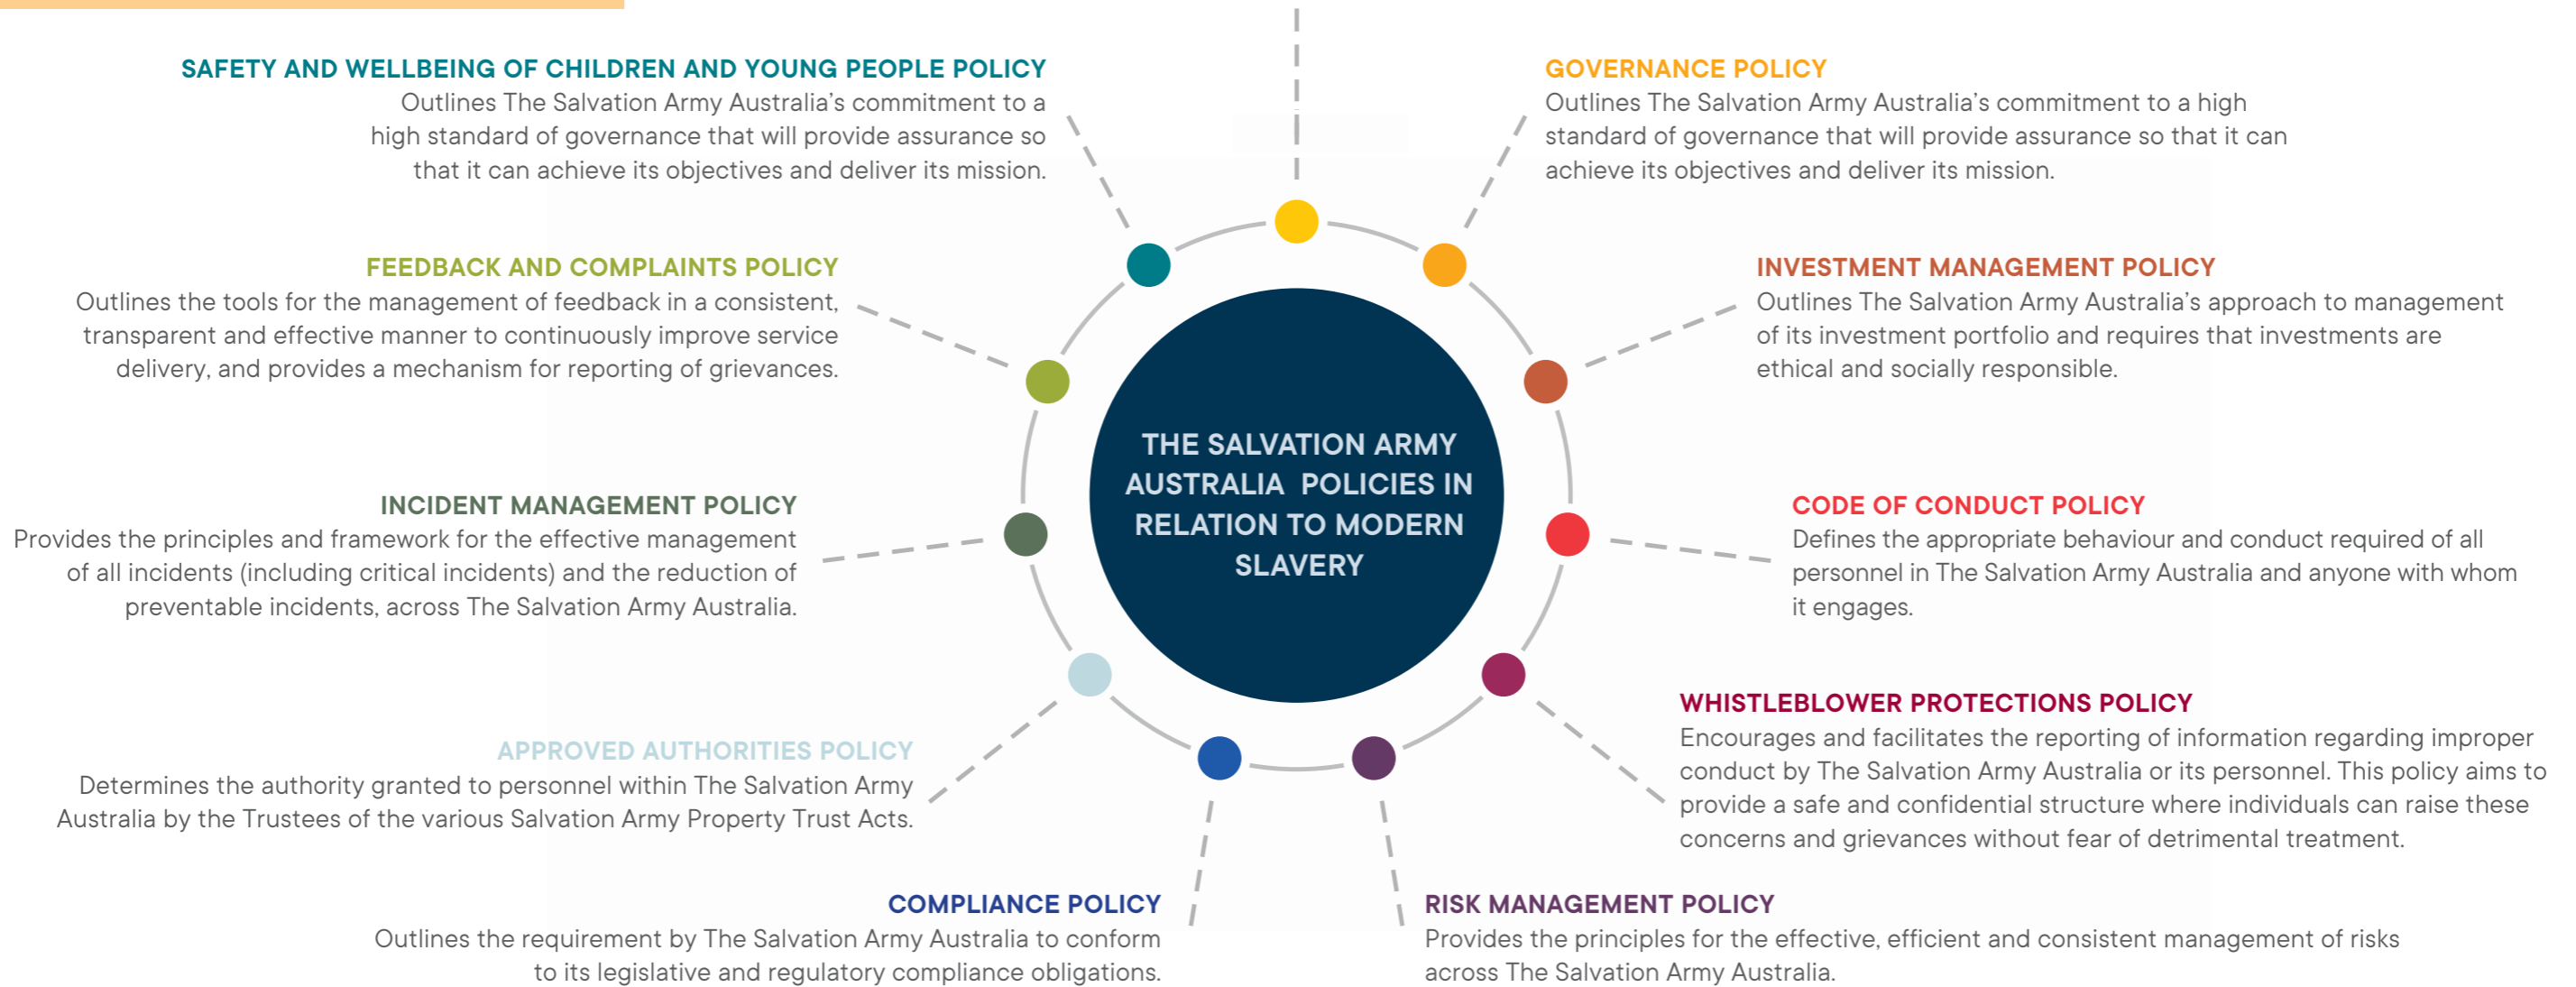 SAFETY AND WELLBEING OF CHILDREN AND YOUNG PEOPLE POLICY
Outlines The Salvation Army Australia’s commitment to a
high standard of governance that will provide assurance so
that it can achieve its objectives and deliver its mission.
FEEDBACK AND COMPLAINTS POLICY
Outlines the tools for the management of feedback in a consistent,
transparent and effective manner to continuously improve service
delivery, and provides a mechanism for reporting of grievances.
INCIDENT MANAGEMENT POLICY
Provides the principles and framework for the effective management
of all incidents (including critical incidents) and the reduction of
preventable incidents, across The Salvation Army Australia.
APPROVED AUTHORITIES POLICY
Determines the authority granted to personnel within The Salvation Army
Australia by the Trustees of the various Salvation Army Property Trust Acts.
COMPLIANCE POLICY
Outlines the requirement by The Salvation Army Australia to conform
to its legislative and regulatory compliance obligations.
THE SALVATION ARMY
AUSTRALIA  POLICIES IN
RELATION TO MODERN
SLAVERY
GOVERNANCE POLICY
Outlines The Salvation Army Australia’s commitment to a high
standard of governance that will provide assurance so that it can
achieve its objectives and deliver its mission.
INVESTMENT MANAGEMENT POLICY
Outlines The Salvation Army Australia’s approach to management
of its investment portfolio and requires that investments are
ethical and socially responsible.
CODE OF CONDUCT POLICY
Defines the appropriate behaviour and conduct required of all
personnel in The Salvation Army Australia and anyone with whom
it engages.
WHISTLEBLOWER PROTECTIONS POLICY
Encourages and facilitates the reporting of information regarding improper
conduct by The Salvation Army Australia or its personnel. This policy aims to
provide a safe and confidential structure where individuals can raise these
concerns and grievances without fear of detrimental treatment.
RISK MANAGEMENT POLICY
Provides the principles for the effective, efficient and consistent management of risks
across The Salvation Army Australia.